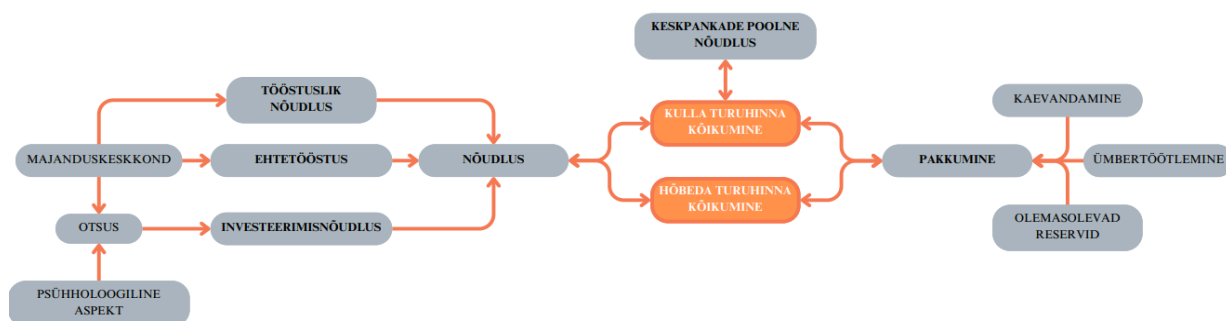 KESKPANKADE POOLNE
NÕUDLUS
TÖÖSTUSLIK
NÕUDLUS
KULLA TURUHINNA
KÕIKUMINE
KAEVANDAMINE
MAJANDUSKESKKOND
EHTETÖÖSTUS
NÕUDLUS
PAKKUMINE
ÜMBERTÖÖTLEMINE
HÕBEDA TURUHINNA
KÕIKUMINE
OTSUS
INVESTEERIMISNÕUDLUS
OLEMASOLEVAD
RESERVID
PSÜHHOLOOGILINE
ASPEKT